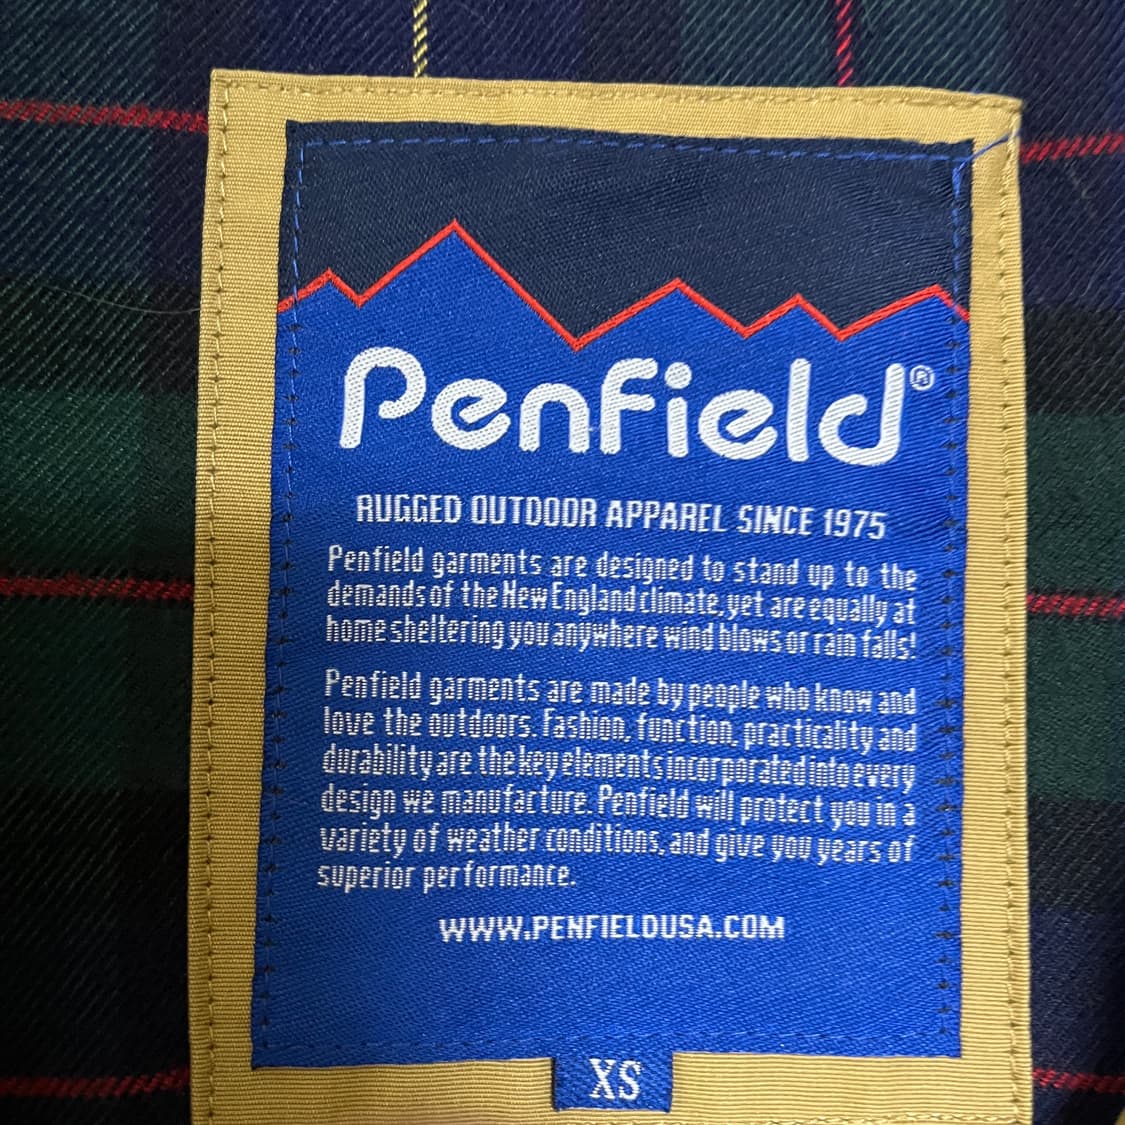 Penfield®
RUGGED OUTDOOR APPAREL SINCE 1975
Penfield garments are designed to stand up to the
demands of the New England climate, yet are equally at
home sheltering you anywhere wind blows or rain falls!
Penfield garments are made by people who know and
love the outdoors. Fashion, function, practicality and
durability are the key elements incorporated into every
design we manufacture. Penfield will protect you in a
variety of weather conditions, and give you years of
superior performance.
WWW.PENFIELDUSA.COM
XS